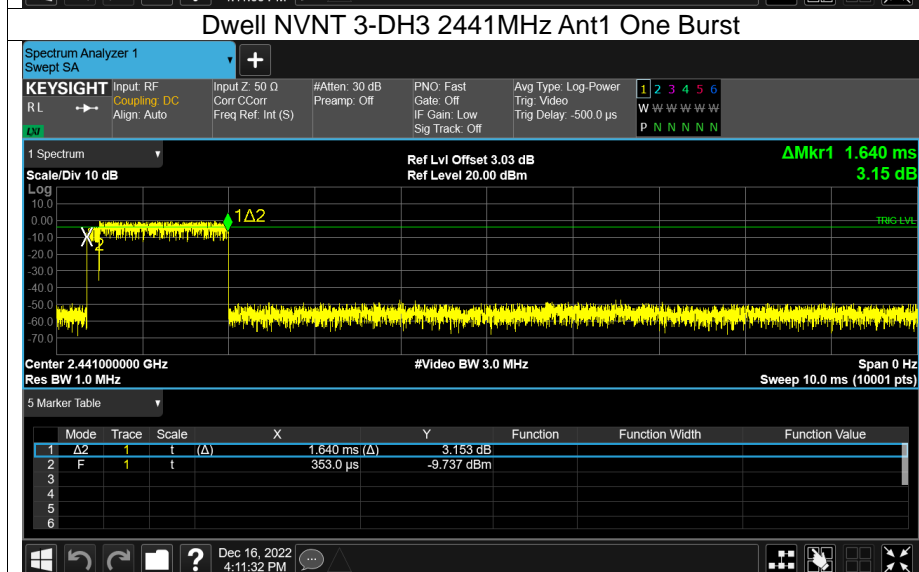 Dwell NVNT 3-DH3 2441MHz Ant1 One Burst
Spectrum Analyzer 1
Swept SA
+
KEYSIGHT Input: RF Input Z: 50 Ω #Atten: 30 dB PNO: Fast Avg Type: Log-Power 1 2 3 4 5 6
R L Coupling: DC Corr CCorr Preamp: Off Gate: Off Trig: Video W W W W W W
Align: Auto Freq Ref: Int (S) IF Gain: Low Trig Delay: -500.0 µs
LXI Sig Track: Off P N N N N N
1 Spectrum Ref Lvl Offset 3.03 dB ΔMkr1 1.640 ms
Scale/Div 10 dB Ref Level 20.00 dBm 3.15 dB
Log
10.0
0.00 1Δ2 TRIG LVL
-10.0 2
-20.0
-30.0
-40.0
-50.0
-60.0
-70.0
Center 2.441000000 GHz #Video BW 3.0 MHz Span 0 Hz
Res BW 1.0 MHz Sweep 10.0 ms (10001 pts)
5 Marker Table
Mode Trace Scale X Y Function Function Width Function Value
1 Δ2 1 t (Δ) 1.640 ms (Δ) 3.153 dB
2 F 1 t 353.0 µs -9.737 dBm
3
4
5
6
? Dec 16, 2022
4:11:32 PM